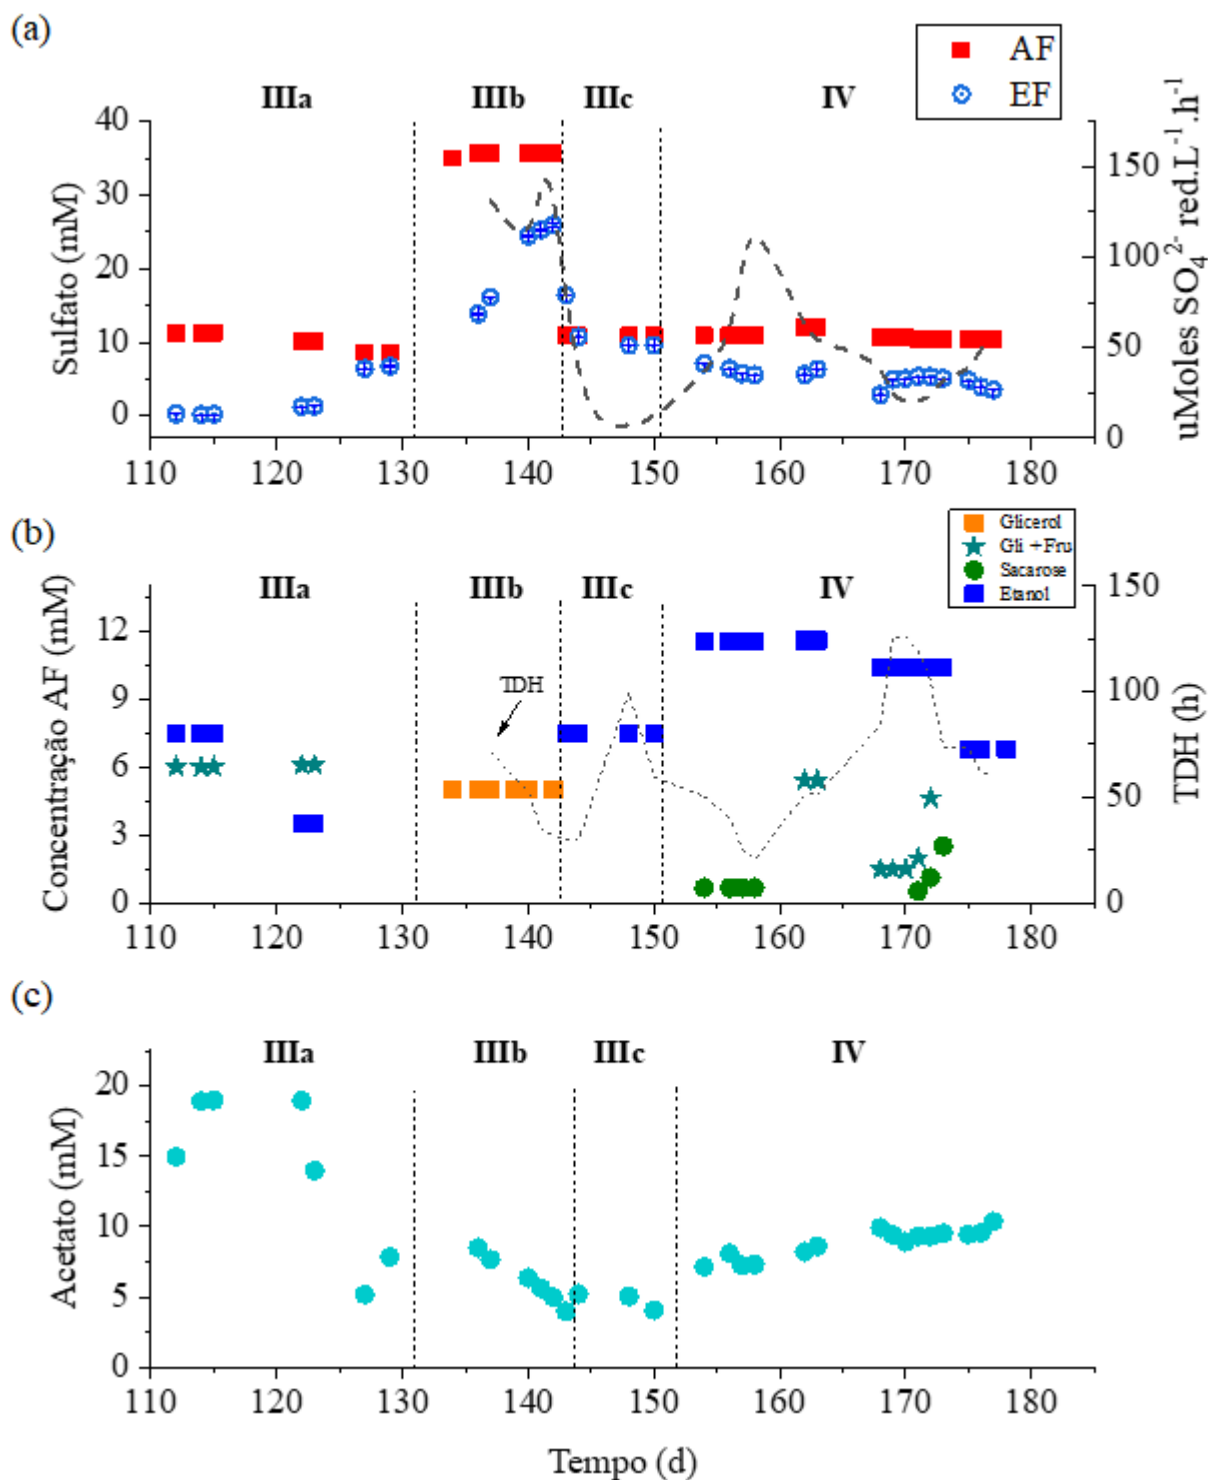 (a)
AF
EF
IIIa
IIIb
IIIc
IV
Sulfato (mM)
40
30
20
10
0
150
100
50
0
uMoles SO₄²⁻ red.L⁻¹.h⁻¹
110 120 130 140 150 160 170 180
(b)
Glicerol
Gli +Fru
Sacarose
Etanol
IIIa
IIIb
IIIc
IV
Concentração AF (mM)
12
9
6
3
0
TDH
150
100
50
0
TDH (h)
110 120 130 140 150 160 170 180
(c)
IIIa
IIIb
IIIc
IV
Acetato (mM)
20
15
10
5
0
110 120 130 140 150 160 170 180
Tempo (d)